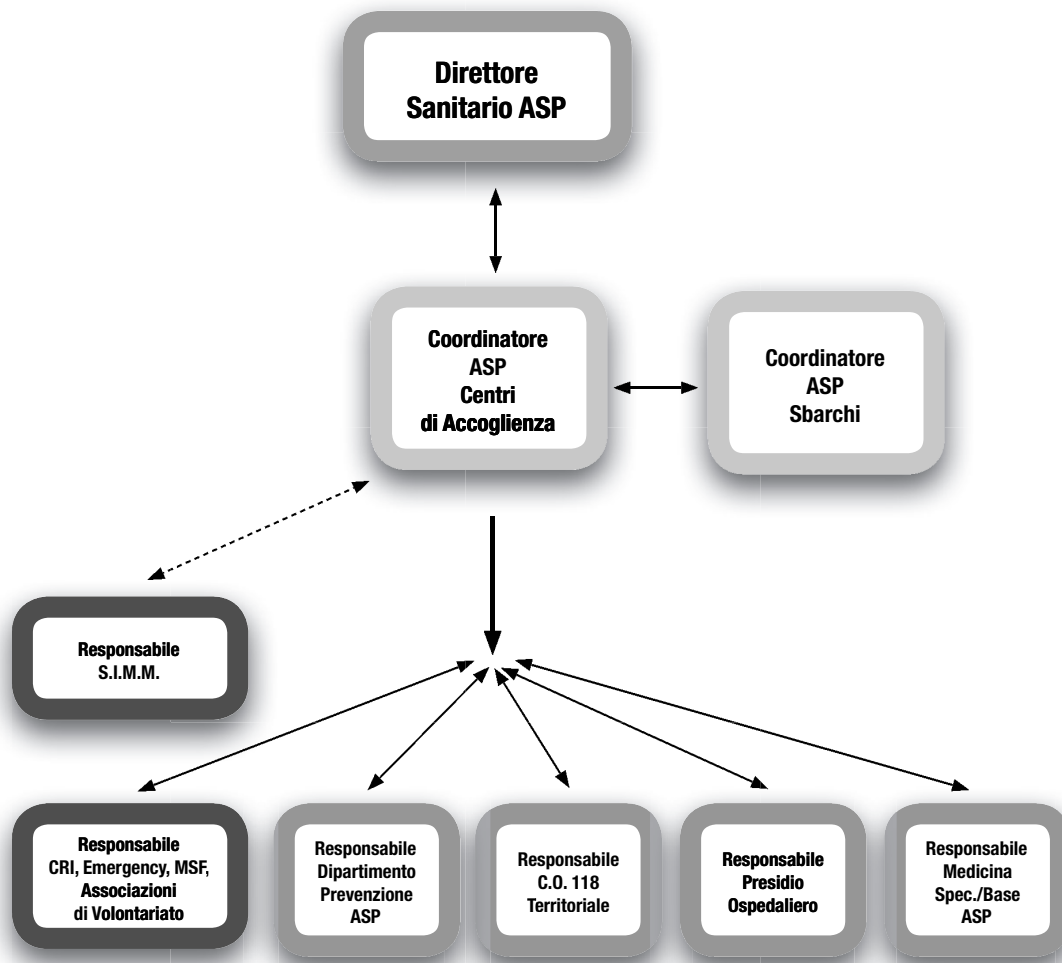 Direttore
Sanitario ASP
Coordinatore
ASP
Centri
di Accoglienza
Coordinatore
ASP
Sbarchi
Responsabile
S.I.M.M.
Responsabile
CRI, Emergency, MSF,
Associazioni
di Volontariato
Responsabile
Dipartimento
Prevenzione
ASP
Responsabile
C.O. 118
Territoriale
Responsabile
Presidio
Ospedaliero
Responsabile
Medicina
Spec./Base
ASP